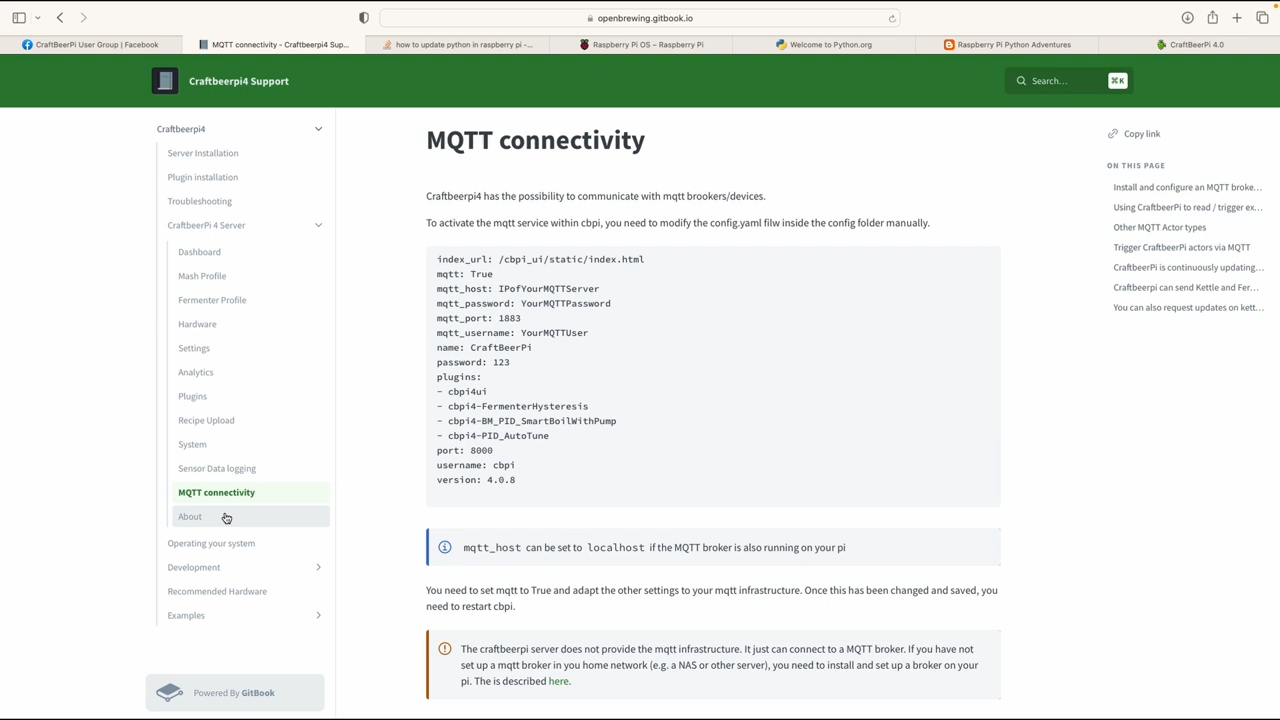 openbrewing.gitbook.io
CraftBeerPi User Group | Facebook
MQTT connectivity - Craftbeerpi4 Sup...
how to update python in raspberry pi -...
Raspberry Pi OS – Raspberry Pi
Welcome to Python.org
Raspberry Pi Python Adventures
CraftBeerPi 4.0
Craftbeerpi4 Support
Search...
⌘K
Craftbeerpi4
Server Installation
Plugin installation
Troubleshooting
CraftBeerPi 4 Server
Dashboard
Mash Profile
Fermenter Profile
Hardware
Settings
Analytics
Plugins
Recipe Upload
System
Sensor Data logging
MQTT connectivity
About
Operating your system
Development
Recommended Hardware
Examples
Powered By GitBook
MQTT connectivity
Craftbeerpi4 has the possibility to communicate with mqtt brookers/devices.
To activate the mqtt service within cbpi, you need to modify the config.yaml filw inside the config folder manually.
index_url: /cbpi_ui/static/index.html
mqtt: True
mqtt_host: IPofYourMQTTServer
mqtt_password: YourMQTTPassword
mqtt_port: 1883
mqtt_username: YourMQTTUser
name: CraftBeerPi
password: 123
plugins:
- cbpi4ui
- cbpi4-FermenterHysteresis
- cbpi4-BM_PID_SmartBoilWithPump
- cbpi4-PID_AutoTune
port: 8000
username: cbpi
version: 4.0.8
mqtt_host can be set to localhost if the MQTT broker is also running on your pi
You need to set mqtt to True and adapt the other settings to your mqtt infrastructure. Once this has been changed and saved, you
need to restart cbpi.
The craftbeerpi server does not provide the mqtt infrastructure. It just can connect to a MQTT broker. If you have not
set up a mqtt broker in you home network (e.g. a NAS or other server), you need to install and set up a broker on your
pi. The is described here.
Copy link
ON THIS PAGE
Install and configure an MQTT broke...
Using CraftBeerPi to read / trigger ex...
Other MQTT Actor types
Trigger CraftBeerPi actors via MQTT
CraftBeerPi is continuously updating...
Craftbeerpi can send Kettle and Fer...
You can also request updates on kett...